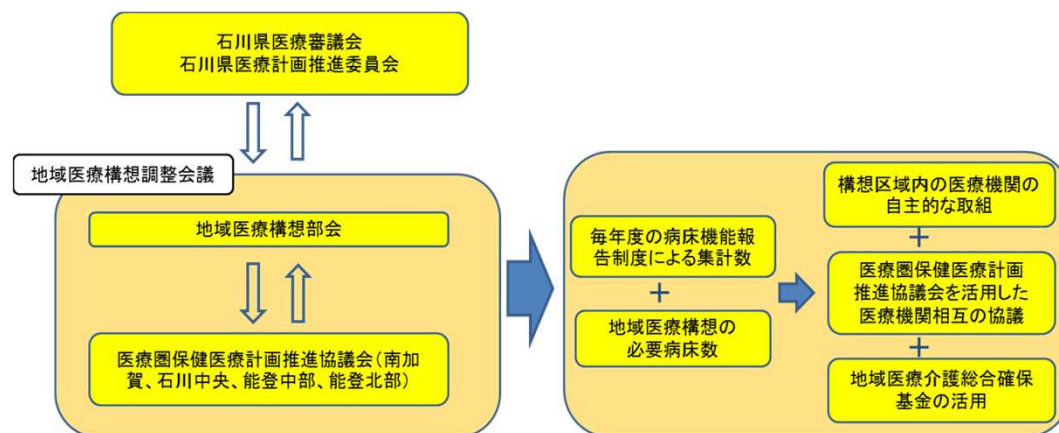 石川県医療審議会
石川県医療計画推進委員会
地域医療構想調整会議
地域医療構想部会
医療圏保健医療計画推進協議会(南加
賀、石川中央、能登中部、能登北部)
毎年度の病床機能報
告制度による集計数
+
地域医療構想の
必要病床数
構想区域内の医療機関の
自主的な取組
+
医療圏保健医療計画
推進協議会を活用した
医療機関相互の協議
+
地域医療介護総合確保
基金の活用